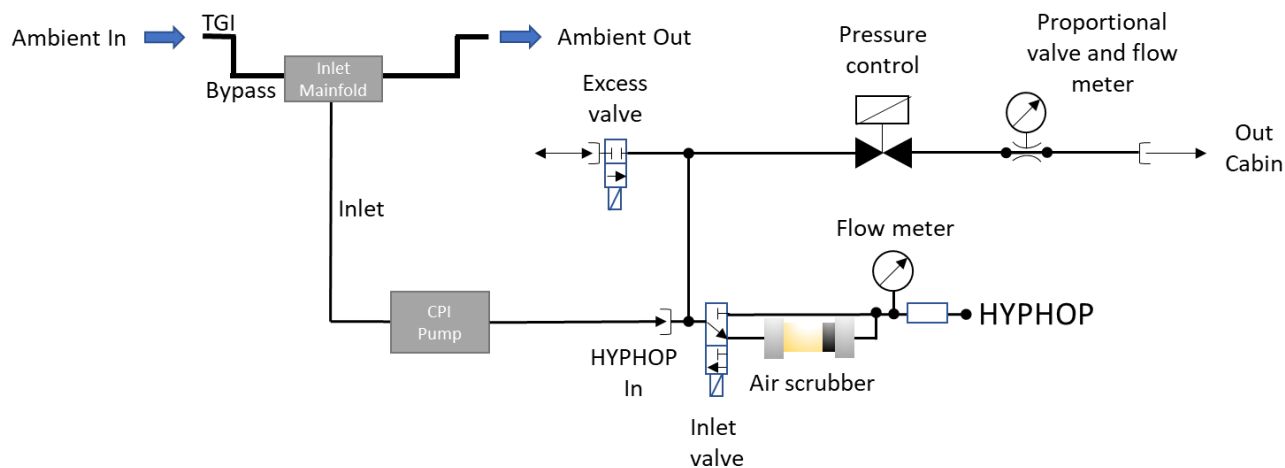 Ambient In
TGI
Bypass
Inlet
Mainfold
Ambient Out
Excess
valve
Pressure
control
Proportional
valve and flow
meter
Out
Cabin
Inlet
Flow meter
CPI
Pump
HYPHOP
In
Air scrubber
HYPHOP
Inlet
valve